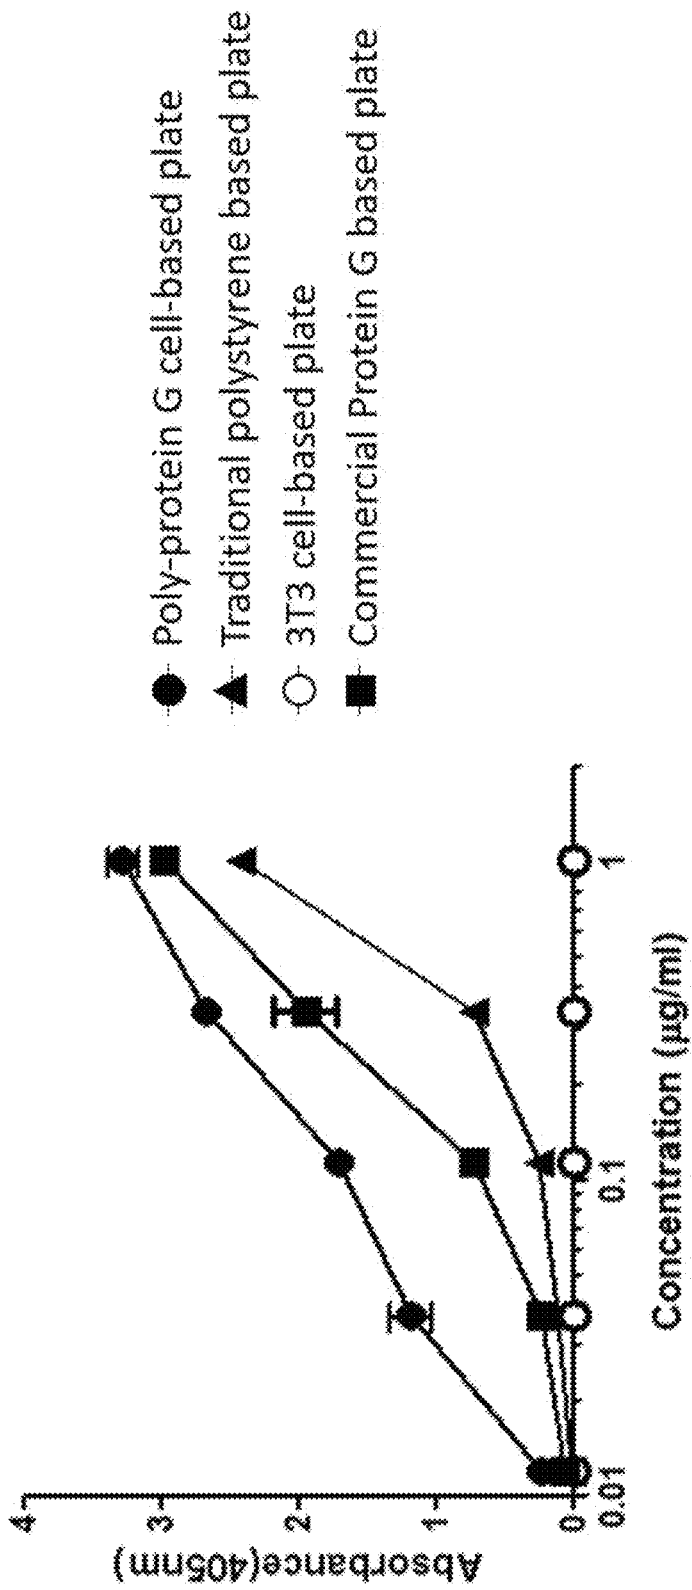 Poly-protein G cell-based plate
Traditional polystyrene based plate
3T3 cell-based plate
Commercial Protein G based plate
Absorbance(405nm)
4
3
2
1
0
0.01
0.1
1
Concentration (µg/ml)